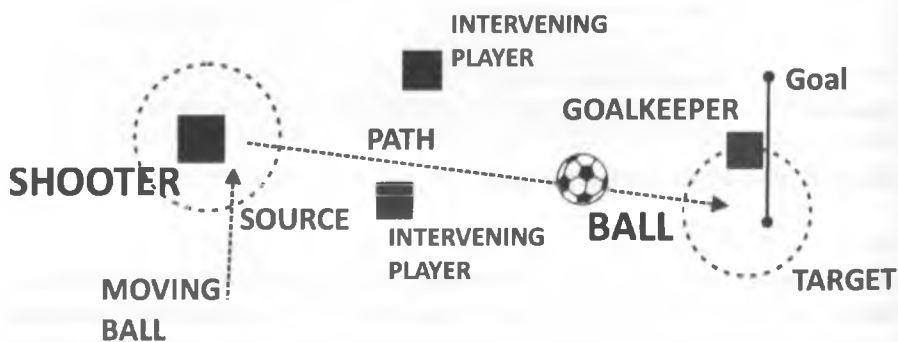 INTERVENING
PLAYER
Goal
GOALKEEPER
PATH
SHOOTER
SOURCE
BALL
INTERVENING
PLAYER
TARGET
MOVING
BALL